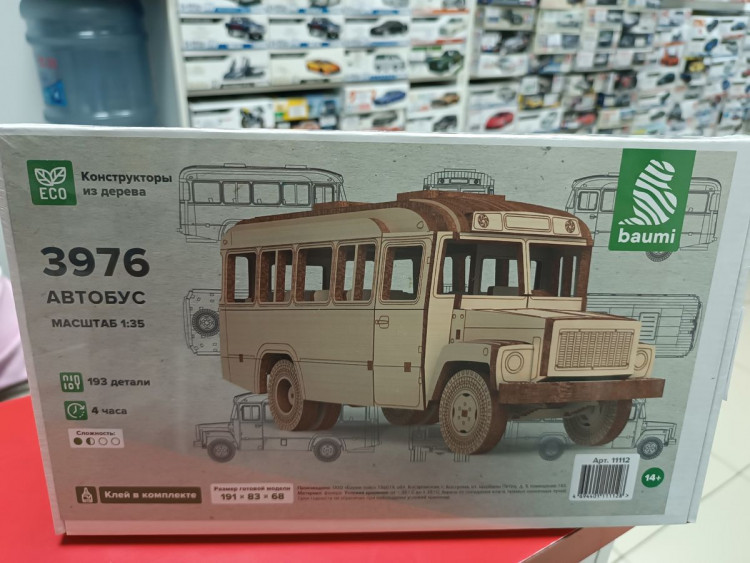 ECO
Конструкторы
из дерева
baumi
3976
АВТОБУС
МАСШТАБ 1:35
193 детали
4 часа
Сложность:
Клей в комплекте
Размер готовой модели
191 × 83 × 68
Арт. 11112
14+